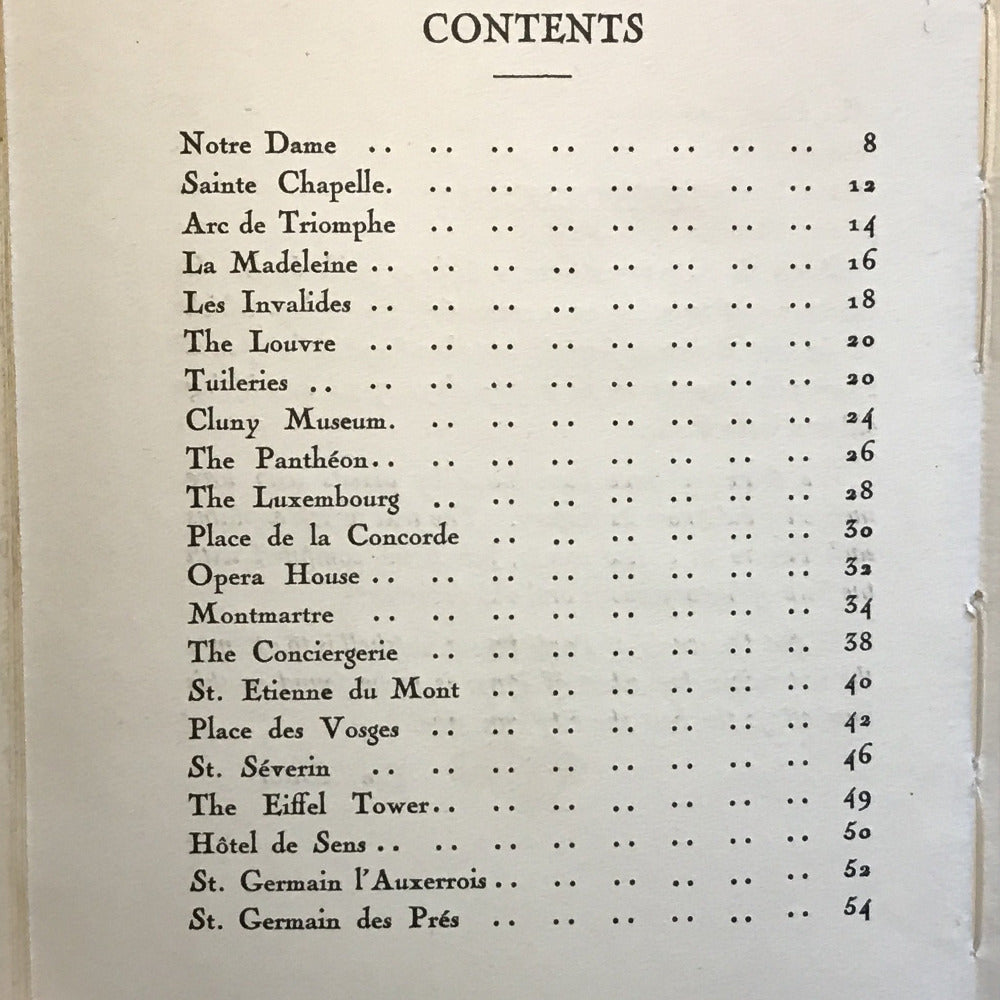 CONTENTS
Notre Dame .. .. .. .. .. .. .. .. 8
Sainte Chapelle. .. .. .. .. .. .. .. 12
Arc de Triomphe .. .. .. .. .. .. .. 14
La Madeleine .. .. .. .. .. .. .. .. 16
Les Invalides .. .. .. .. .. .. .. .. 18
The Louvre .. .. .. .. .. .. .. .. 20
Tuileries .. .. .. .. .. .. .. .. .. 20
Cluny Museum. .. .. .. .. .. .. .. 24
The Panthéon.. .. .. .. .. .. .. .. 26
The Luxembourg .. .. .. .. .. .. .. 28
Place de la Concorde .. .. .. .. .. .. 30
Opera House .. .. .. .. .. .. .. .. 32
Montmartre .. .. .. .. .. .. .. .. 34
The Conciergerie .. .. .. .. .. .. .. 38
St. Etienne du Mont .. .. .. .. .. .. 40
Place des Vosges .. .. .. .. .. .. .. 42
St. Séverin .. .. .. .. .. .. .. .. 46
The Eiffel Tower.. .. .. .. .. .. .. 49
Hôtel de Sens .. .. .. .. .. .. .. .. 50
St. Germain l'Auxerrois .. .. .. .. .. .. 52
St. Germain des Prés .. .. .. .. .. .. 54